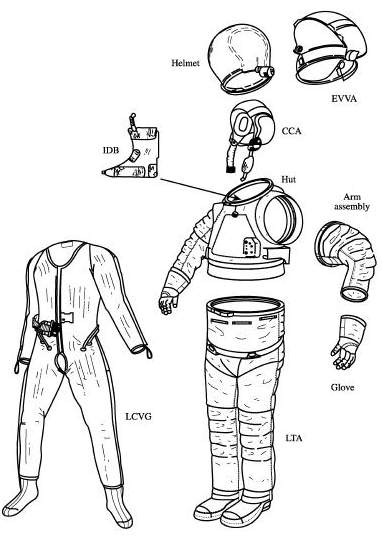 Helmet
EVVA
CCA
IDB
Hut
Arm
assembly
Glove
LCVG
LTA